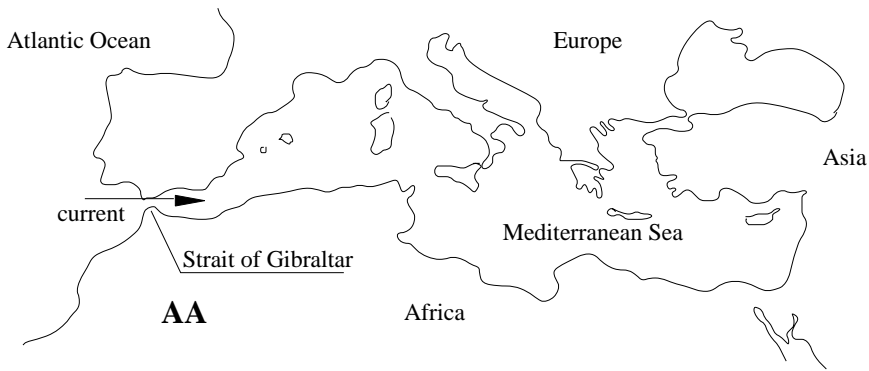 Atlantic Ocean
Europe
Asia
current
Mediterranean Sea
Strait of Gibraltar
AA
Africa